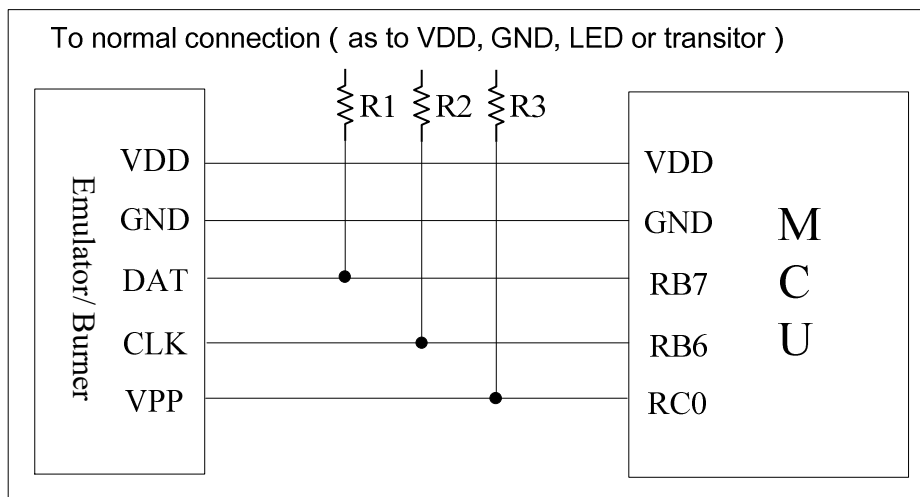 To normal connection ( as to VDD, GND, LED or transitor )
R1 R2 R3
Emulator/ Burner
VDD
GND
DAT
CLK
VPP
VDD
GND
RB7
RB6
RC0
M
C
U